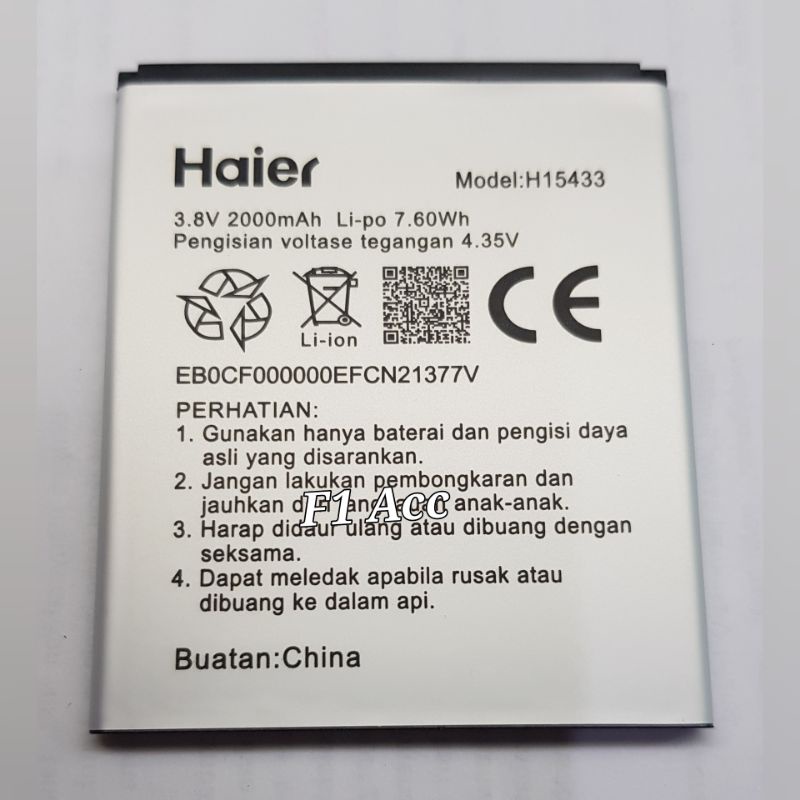 Haier
Model:H15433
3.8V 2000mAh Li-po 7.60Wh
Pengisian voltase tegangan 4.35V
Li-ion
CE
EB0CF000000EFCN21377V
PERHATIAN:
1. Gunakan hanya baterai dan pengisi daya
asli yang disarankan.
2. Jangan lakukan pembongkaran dan
jauhkan anak-anak.
F1 Acc
3. Harap didaur ulang atau dibuang dengan
seksama.
4. Dapat meledak apabila rusak atau
dibuang ke dalam api.
Buatan:China